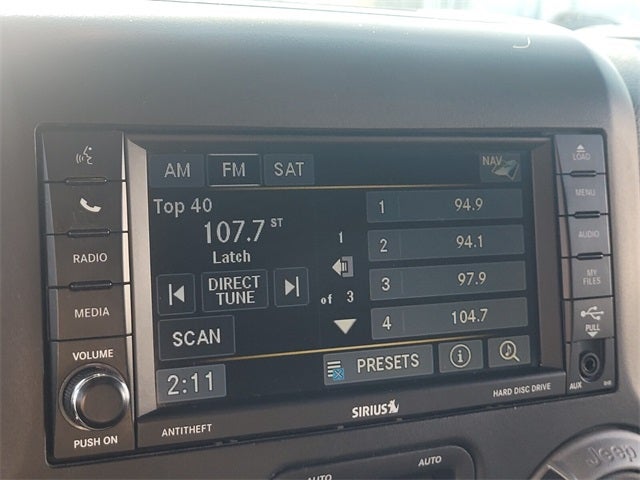 AM FM SAT NAV
Top 40
107.7 ST
Latch
DIRECT
TUNE
SCAN
2:11
1
of 3
1 94.9
2 94.1
3 97.9
4 104.7
PRESETS
RADIO
MEDIA
VOLUME
PUSH ON
ANTITHEFT
SIRIUS
HARD DISC DRIVE
LOAD
MENU
AUDIO
MY
FILES
PULL
AUX
AUTO
AUTO
Jeep